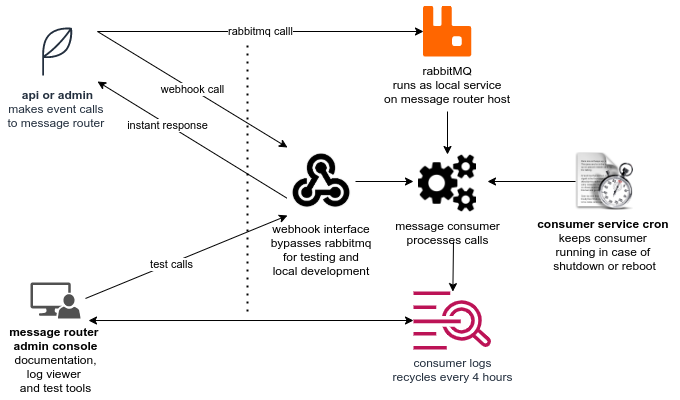 rabbitmq calll
rabbitMQ
runs as local service
on message router host
api or admin
makes event calls
to message router
webhook call
instant response
webhook interface
bypasses rabbitmq
for testing and
local development
message consumer
processes calls
consumer service cron
keeps consumer
running in case of
shutdown or reboot
test calls
message router
admin console
documentation,
log viewer
and test tools
consumer logs
recycles every 4 hours